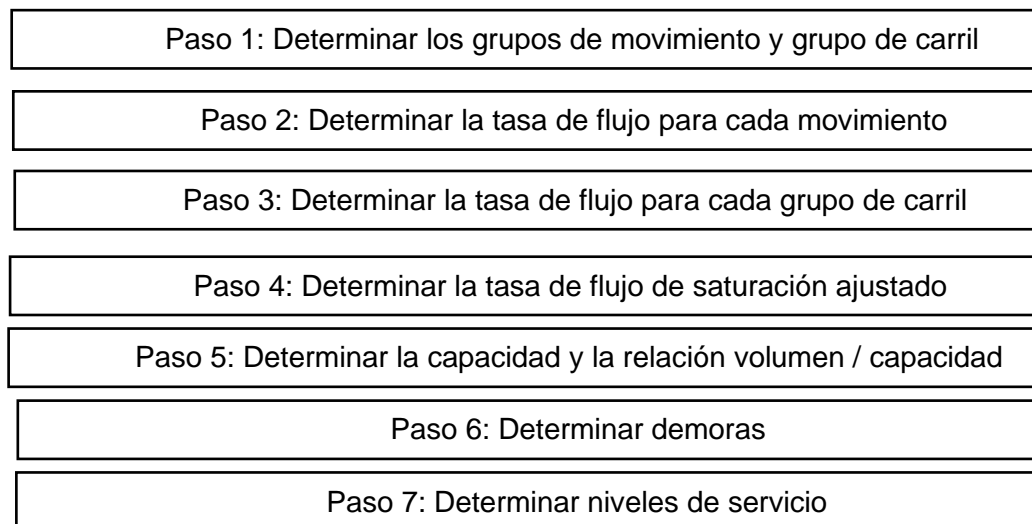 Paso 1: Determinar los grupos de movimiento y grupo de carril
Paso 2: Determinar la tasa de flujo para cada movimiento
Paso 3: Determinar la tasa de flujo para cada grupo de carril
Paso 4: Determinar la tasa de flujo de saturación ajustado
Paso 5: Determinar la capacidad y la relación volumen / capacidad
Paso 6: Determinar demoras
Paso 7: Determinar niveles de servicio